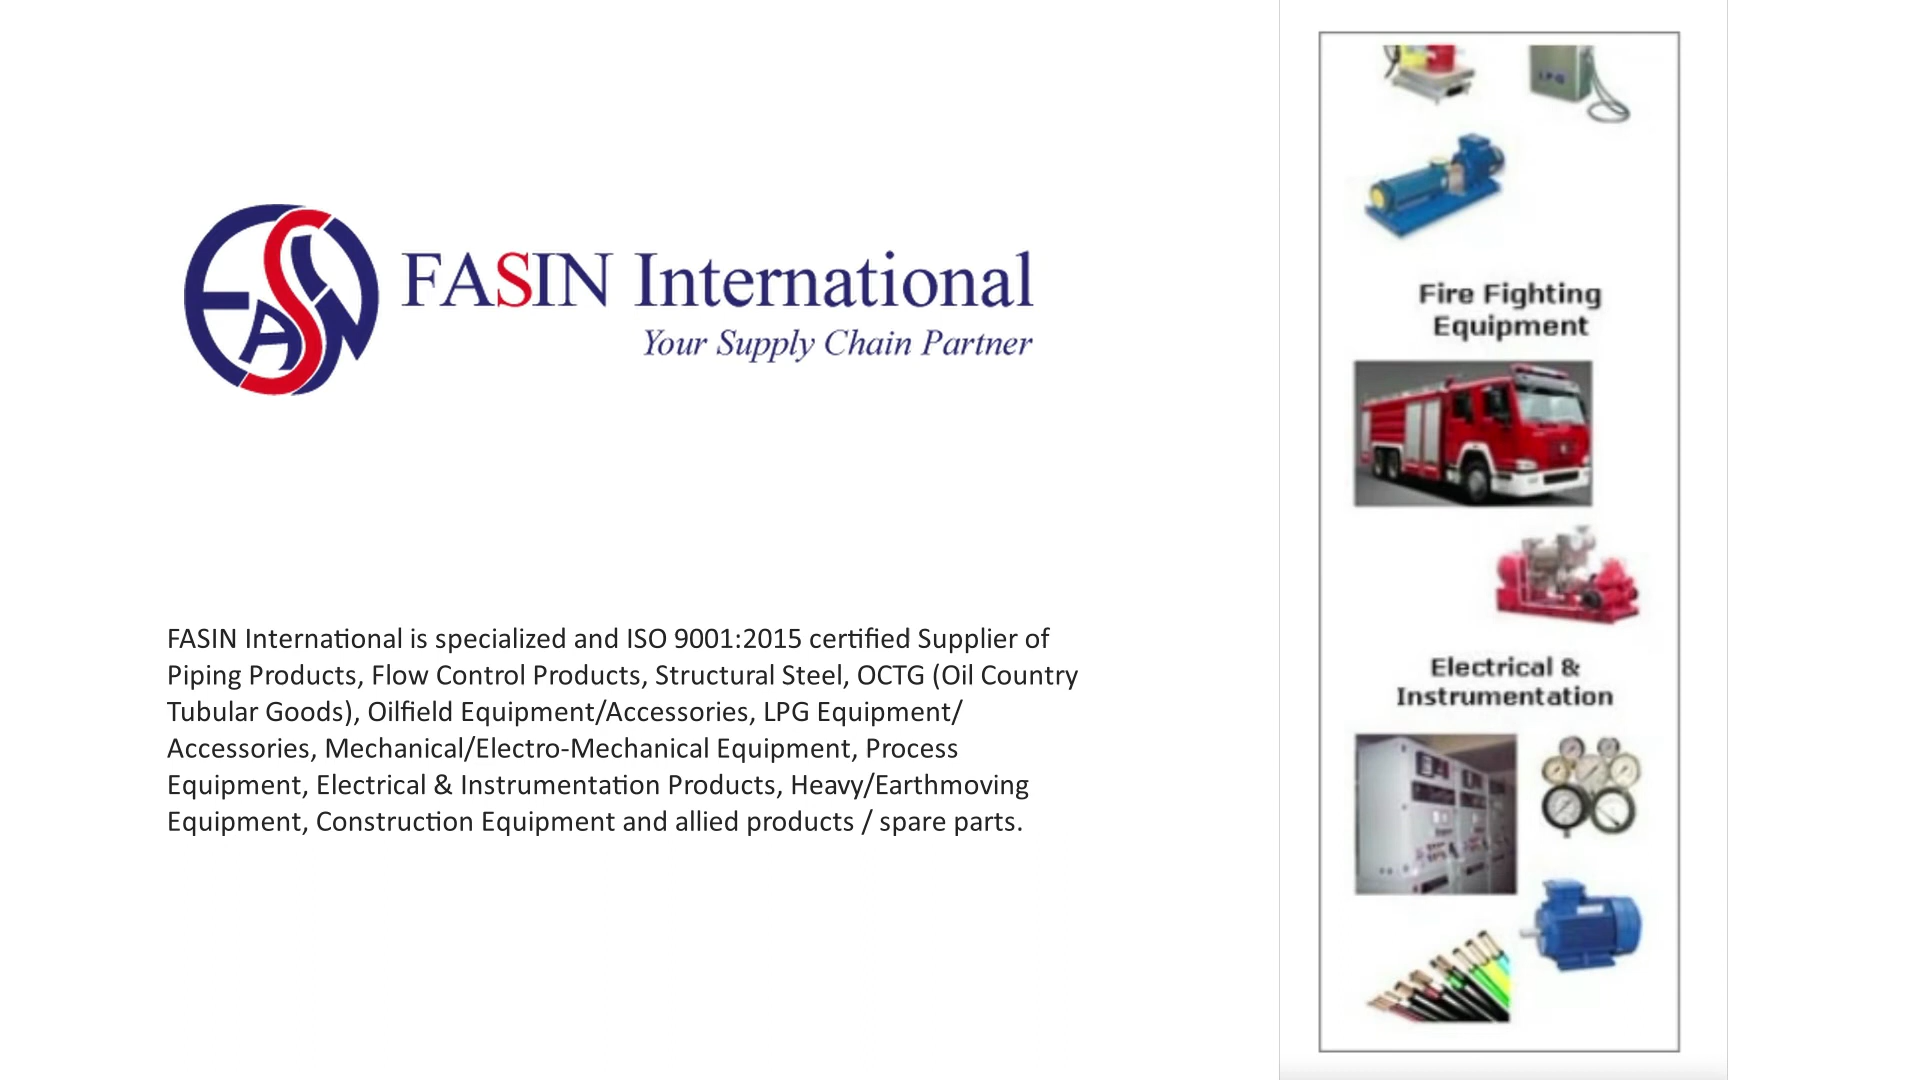 FASIN
FASIN International
Your Supply Chain Partner
FASIN International is specialized and ISO 9001:2015 certified Supplier of
Piping Products, Flow Control Products, Structural Steel, OCTG (Oil Country
Tubular Goods), Oilfield Equipment/Accessories, LPG Equipment/
Accessories, Mechanical/Electro-Mechanical Equipment, Process
Equipment, Electrical & Instrumentation Products, Heavy/Earthmoving
Equipment, Construction Equipment and allied products / spare parts.
LPG
Fire Fighting
Equipment
Electrical &
Instrumentation